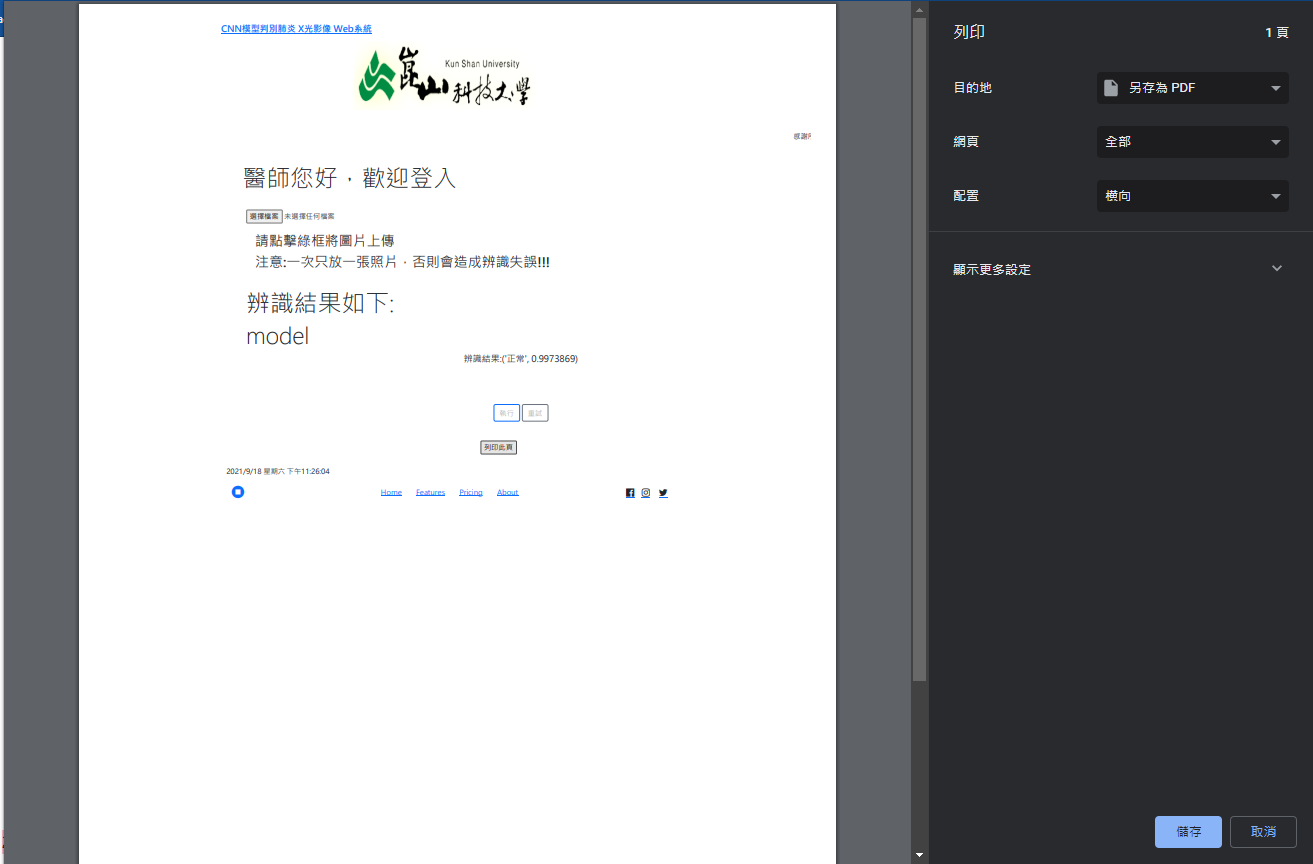 CNN模型判別肺炎 X光影像 Web系統
Kun Shan University
崑山科技大學
感謝
醫師您好，歡迎登入
選擇檔案 未選擇任何檔案
請點擊綠框將圖片上傳
注意:一次只放一張照片，否則會造成辨識失誤!!!
辨識結果如下:
model
辨識結果:('正常', 0.9973869)
執行 重試
列印此頁
2021/9/18 星期六 下午11:26:04
Home Features Pricing About
列印 1 頁
目的地 另存為 PDF
網頁 全部
配置 橫向
顯示更多設定
儲存 取消